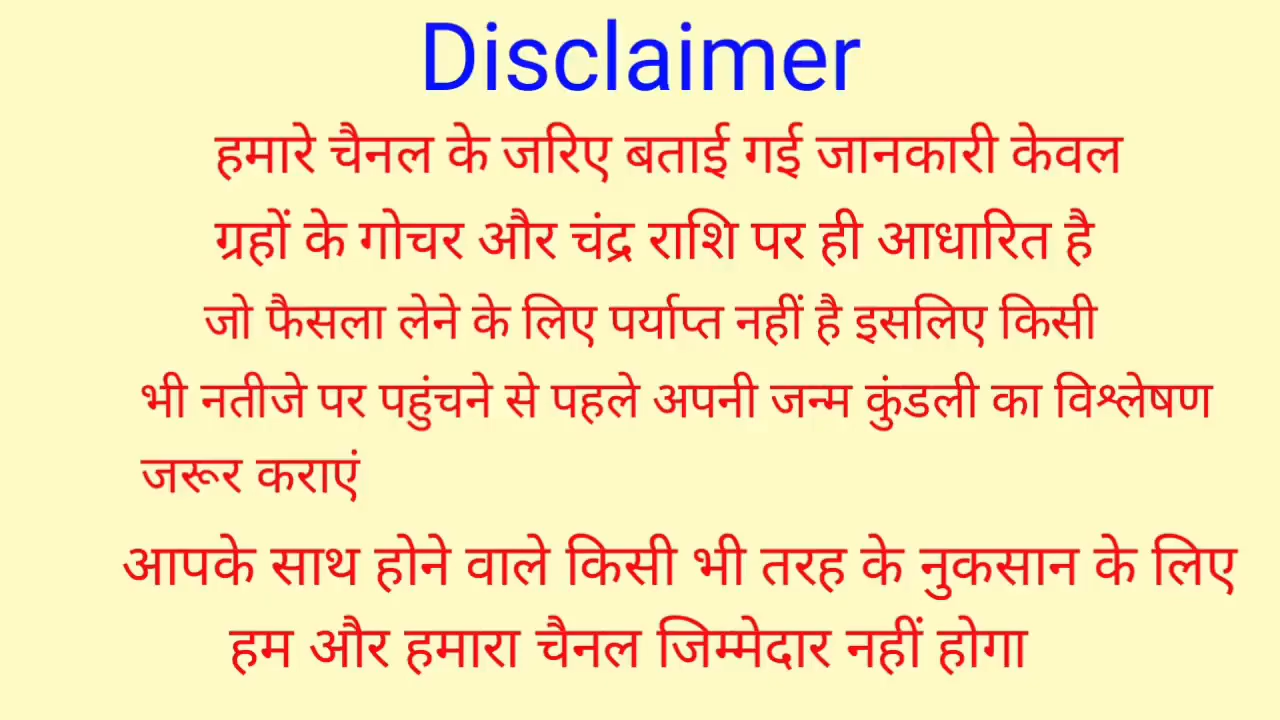 Disclaimer
हमारे चैनल के जरिए बताई गई जानकारी केवल
ग्रहों के गोचर और चंद्र राशि पर ही आधारित है
जो फैसला लेने के लिए पर्याप्त नहीं है इसलिए किसी
भी नतीजे पर पहुंचने से पहले अपनी जन्म कुंडली का विश्लेषण
जरूर कराएं
आपके साथ होने वाले किसी भी तरह के नुकसान के लिए
हम और हमारा चैनल जिम्मेदार नहीं होगा